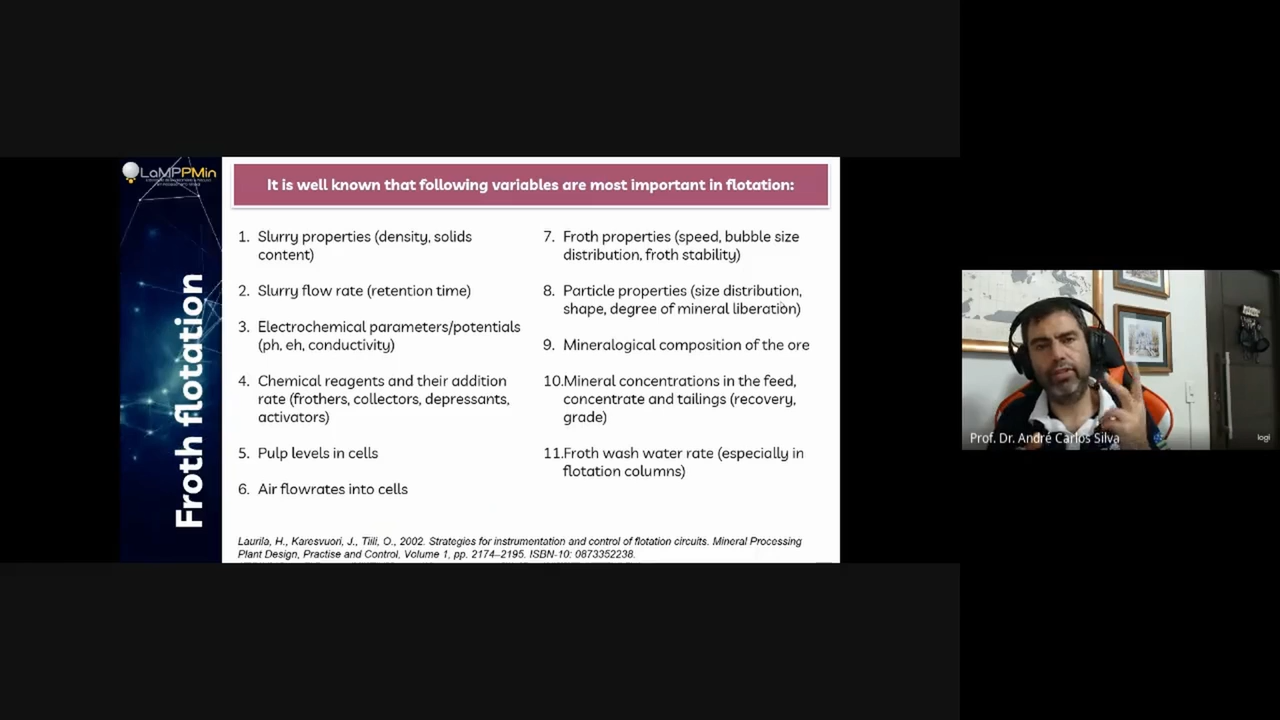 LaMPPMin
Froth flotation
It is well known that following variables are most important in flotation:
1. Slurry properties (density, solids
content)
2. Slurry flow rate (retention time)
3. Electrochemical parameters/potentials
(ph, eh, conductivity)
4. Chemical reagents and their addition
rate (frothers, collectors, depressants,
activators)
5. Pulp levels in cells
6. Air flowrates into cells
7. Froth properties (speed, bubble size
distribution, froth stability)
8. Particle properties (size distribution,
shape, degree of mineral liberation)
9. Mineralogical composition of the ore
10.Mineral concentrations in the feed,
concentrate and tailings (recovery,
grade)
11.Froth wash water rate (especially in
flotation columns)
Laurila, H., Karesvuori, J., Tiili, O., 2002. Strategies for instrumentation and control of flotation circuits. Mineral Processing
Plant Design, Practise and Control, Volume 1, pp. 2174–2195. ISBN-10: 0873352238.
Prof. Dr. André Carlos Silva
logi